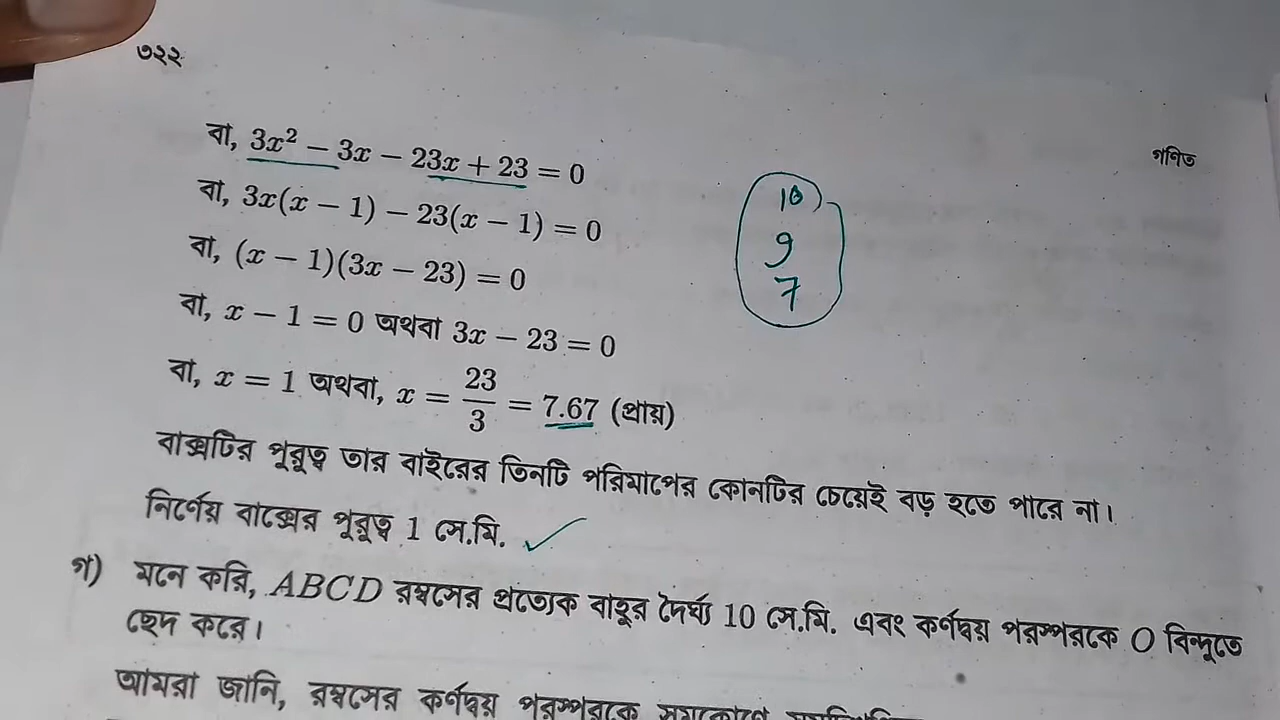 ৩২২
গণিত
বা, 3x² − 3x − 23x + 23 = 0
বা, 3x(x − 1) − 23(x − 1) = 0
বা, (x − 1)(3x − 23) = 0
বা, x − 1 = 0 অথবা 3x − 23 = 0
বা, x = 1 অথবা, x = 23/3 = 7.67 (প্রায়)
10
9
7
বাক্সটির পুরুত্ব তার বাইরের তিনটি পরিমাপের কোনটির চেয়েই বড় হতে পারে না।
নির্ণেয় বাক্সের পুরুত্ব 1 সে.মি.
গ) মনে করি, ABCD রম্বসের প্রত্যেক বাহুর দৈর্ঘ্য 10 সে.মি. এবং কর্ণদ্বয় পরস্পরকে O বিন্দুতে
ছেদ করে।
আমরা জানি, রম্বসের কর্ণদ্বয় পরস্পরকে সমকোণে